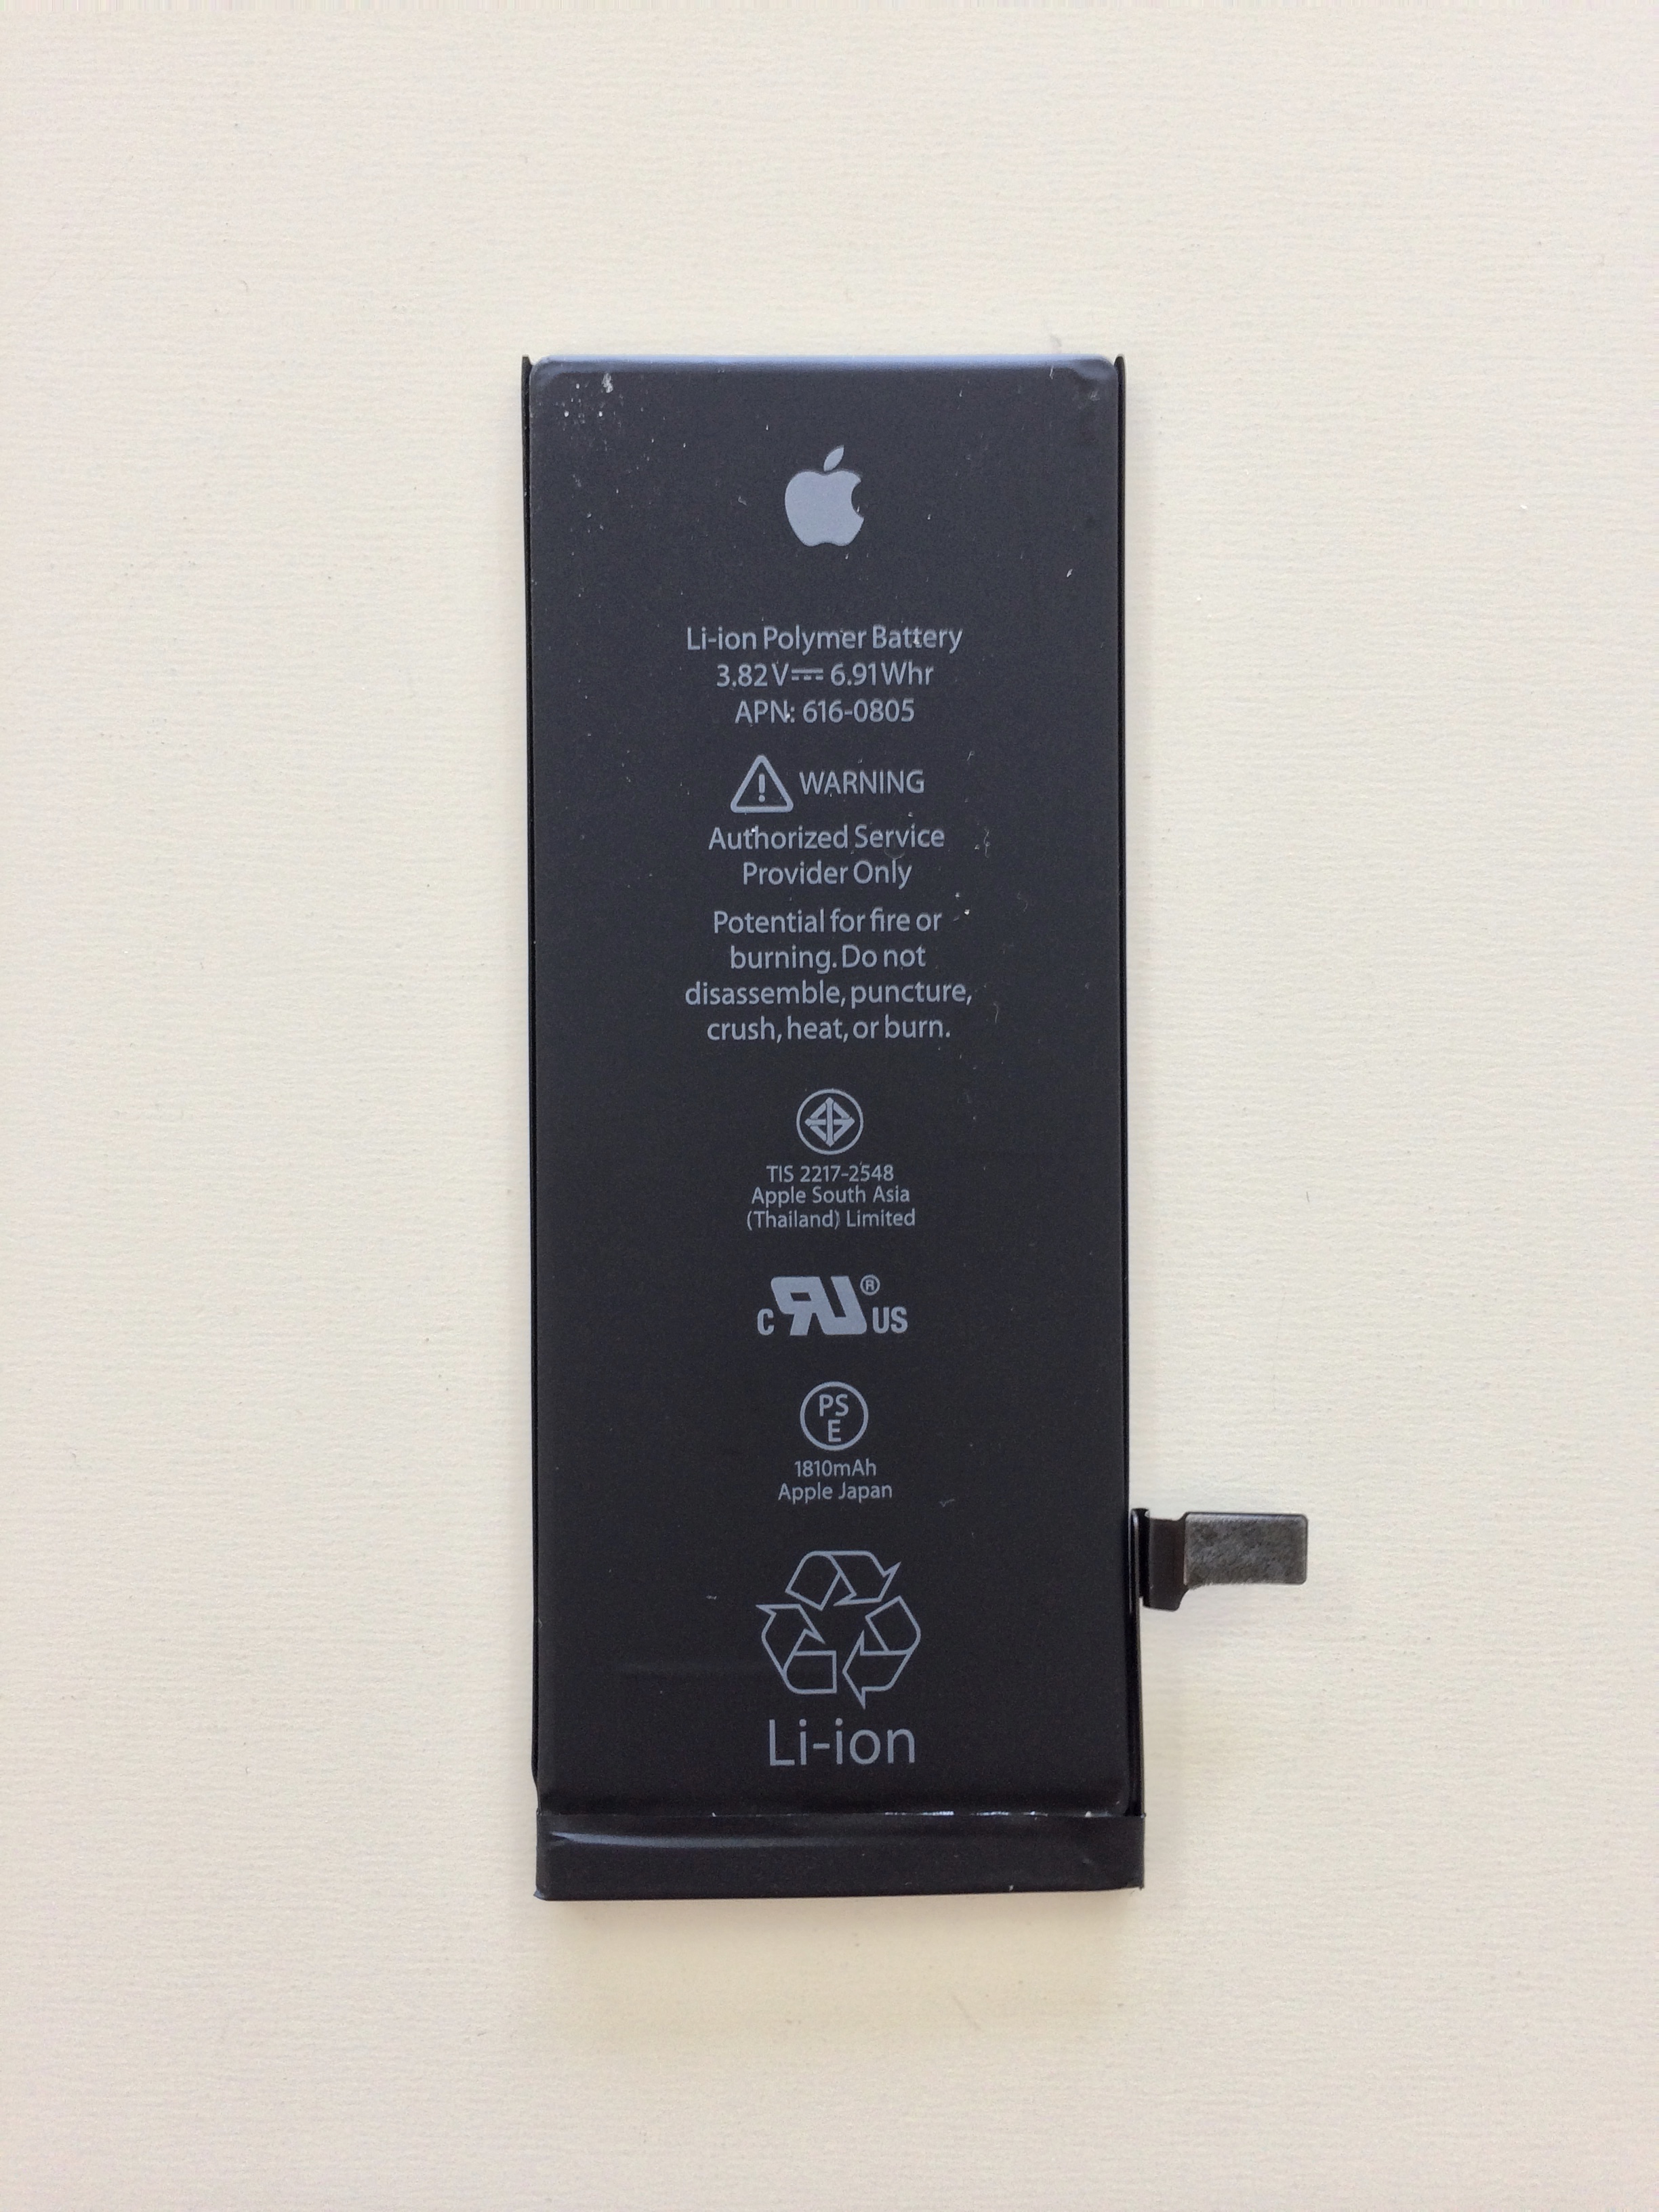 Li-ion Polymer Battery
3.82V⎓ 6.91Whr
APN: 616-0805
WARNING
Authorized Service
Provider Only
Potential for fire or
burning. Do not
disassemble, puncture,
crush, heat, or burn.
TIS 2217-2548
Apple South Asia
(Thailand) Limited
c RU® US
PS
E
1810mAh
Apple Japan
Li-ion